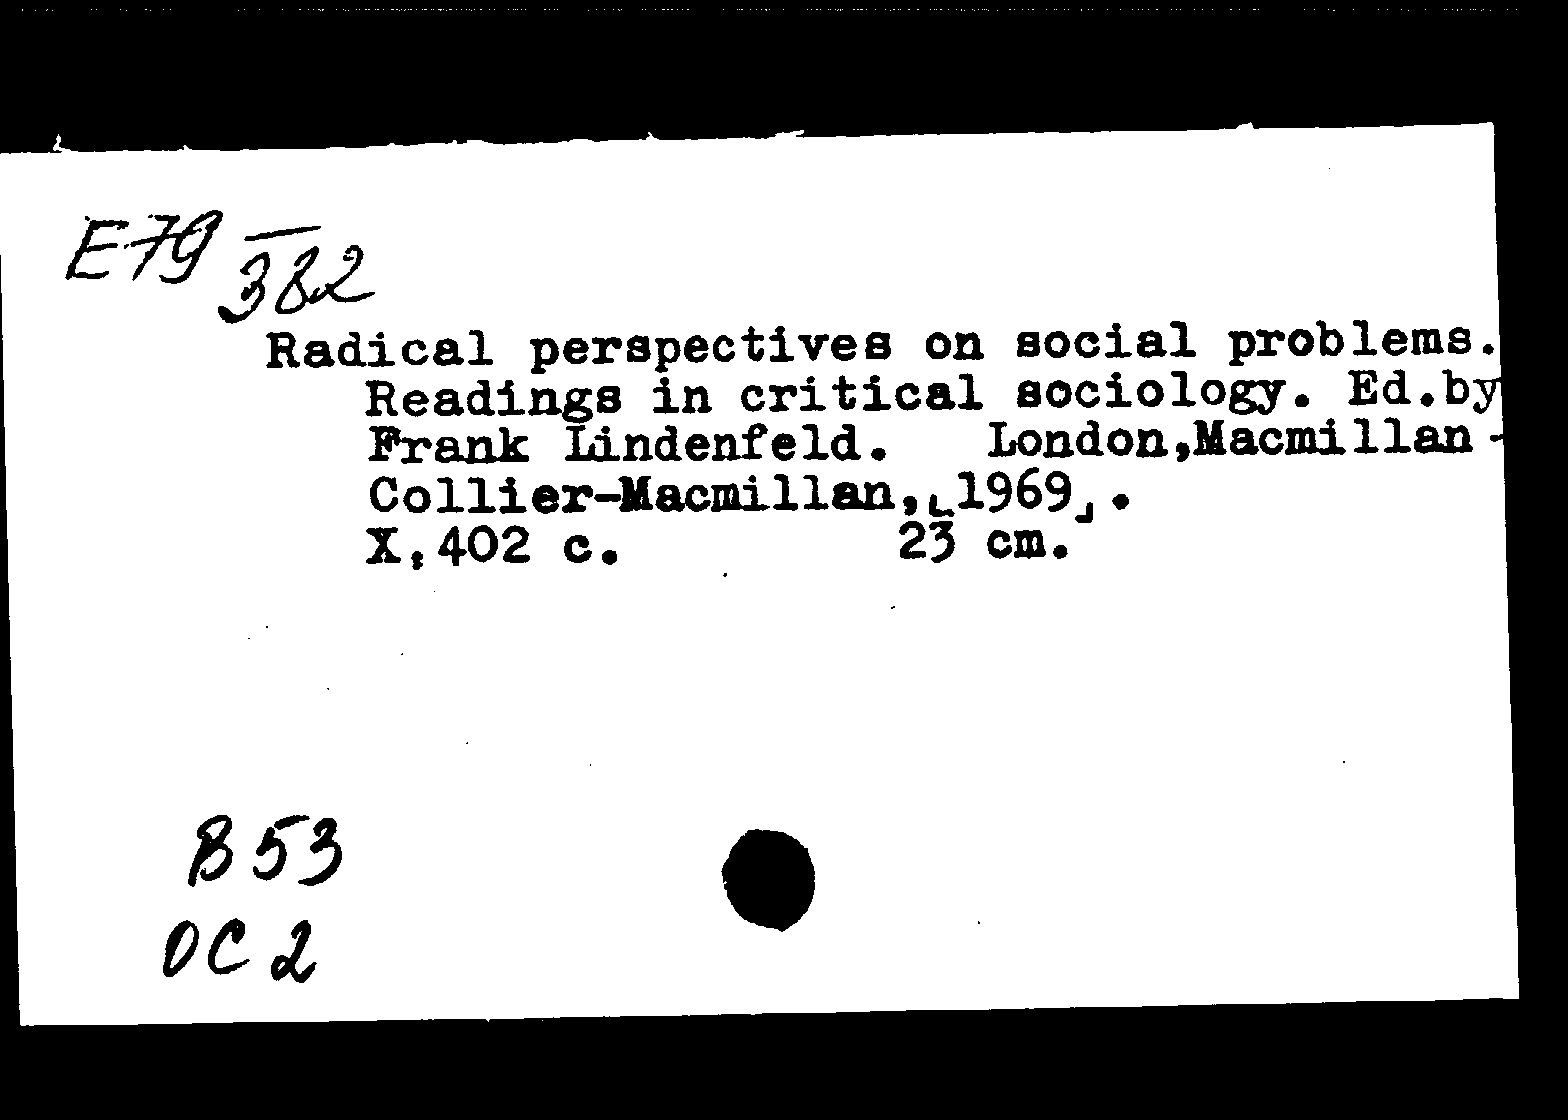 E79—
382
Radical perspectives on social problems.
Readings in critical sociology. Ed.by
Frank Lindenfeld. London,Macmillan-
Collier-Macmillan,[1969].
X,402 c. 23 cm.
B53
OC2